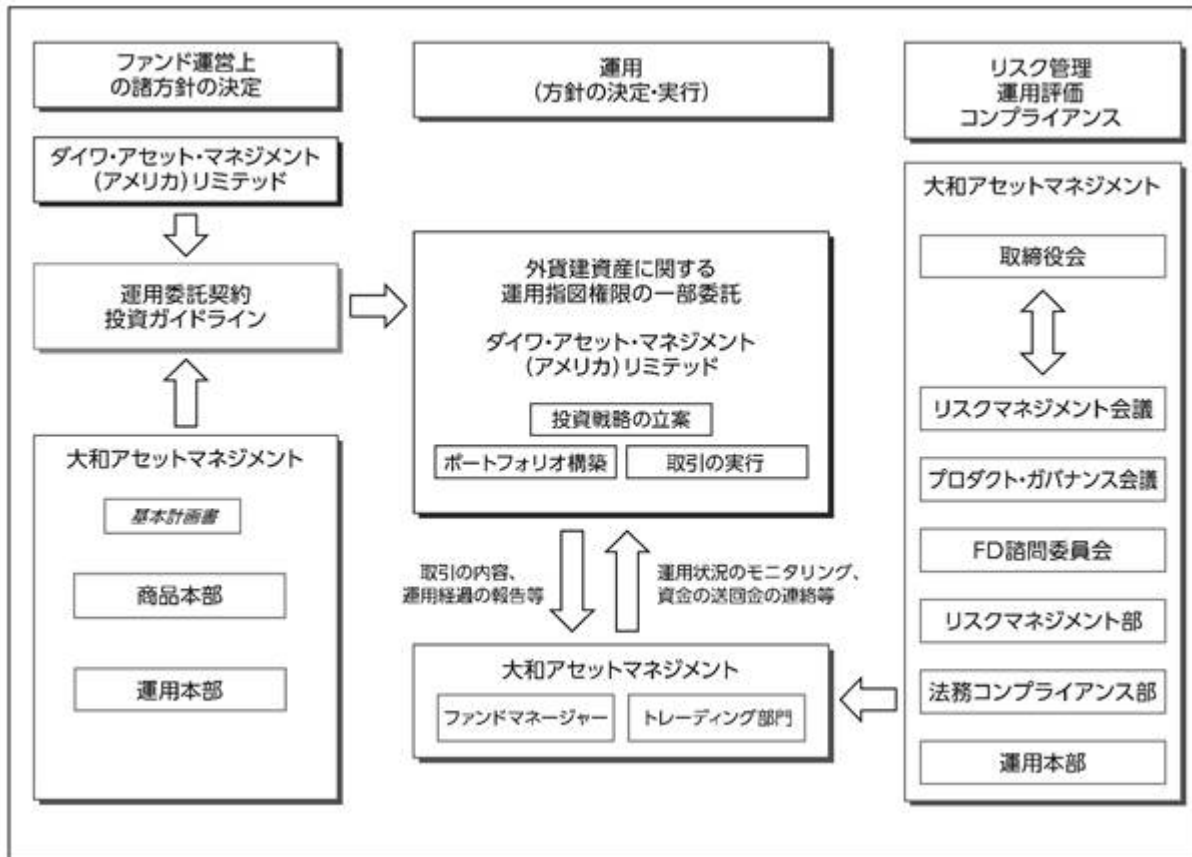 ファンド運営上
の諸方針の決定
ダイワ・アセット・マネジメント
(アメリカ)リミテッド
運用委託契約
投資ガイドライン
大和アセットマネジメント
基本計画書
商品本部
運用本部
運用
(方針の決定・実行)
外貨建資産に関する
運用指図権限の一部委託
ダイワ・アセット・マネジメント
(アメリカ)リミテッド
投資戦略の立案
ポートフォリオ構築
取引の実行
取引の内容、
運用経過の報告等
運用状況のモニタリング、
資金の送回金の連絡等
大和アセットマネジメント
ファンドマネージャー
トレーディング部門
リスク管理
運用評価
コンプライアンス
大和アセットマネジメント
取締役会
リスクマネジメント会議
プロダクト・ガバナンス会議
FD諮問委員会
リスクマネジメント部
法務コンプライアンス部
運用本部